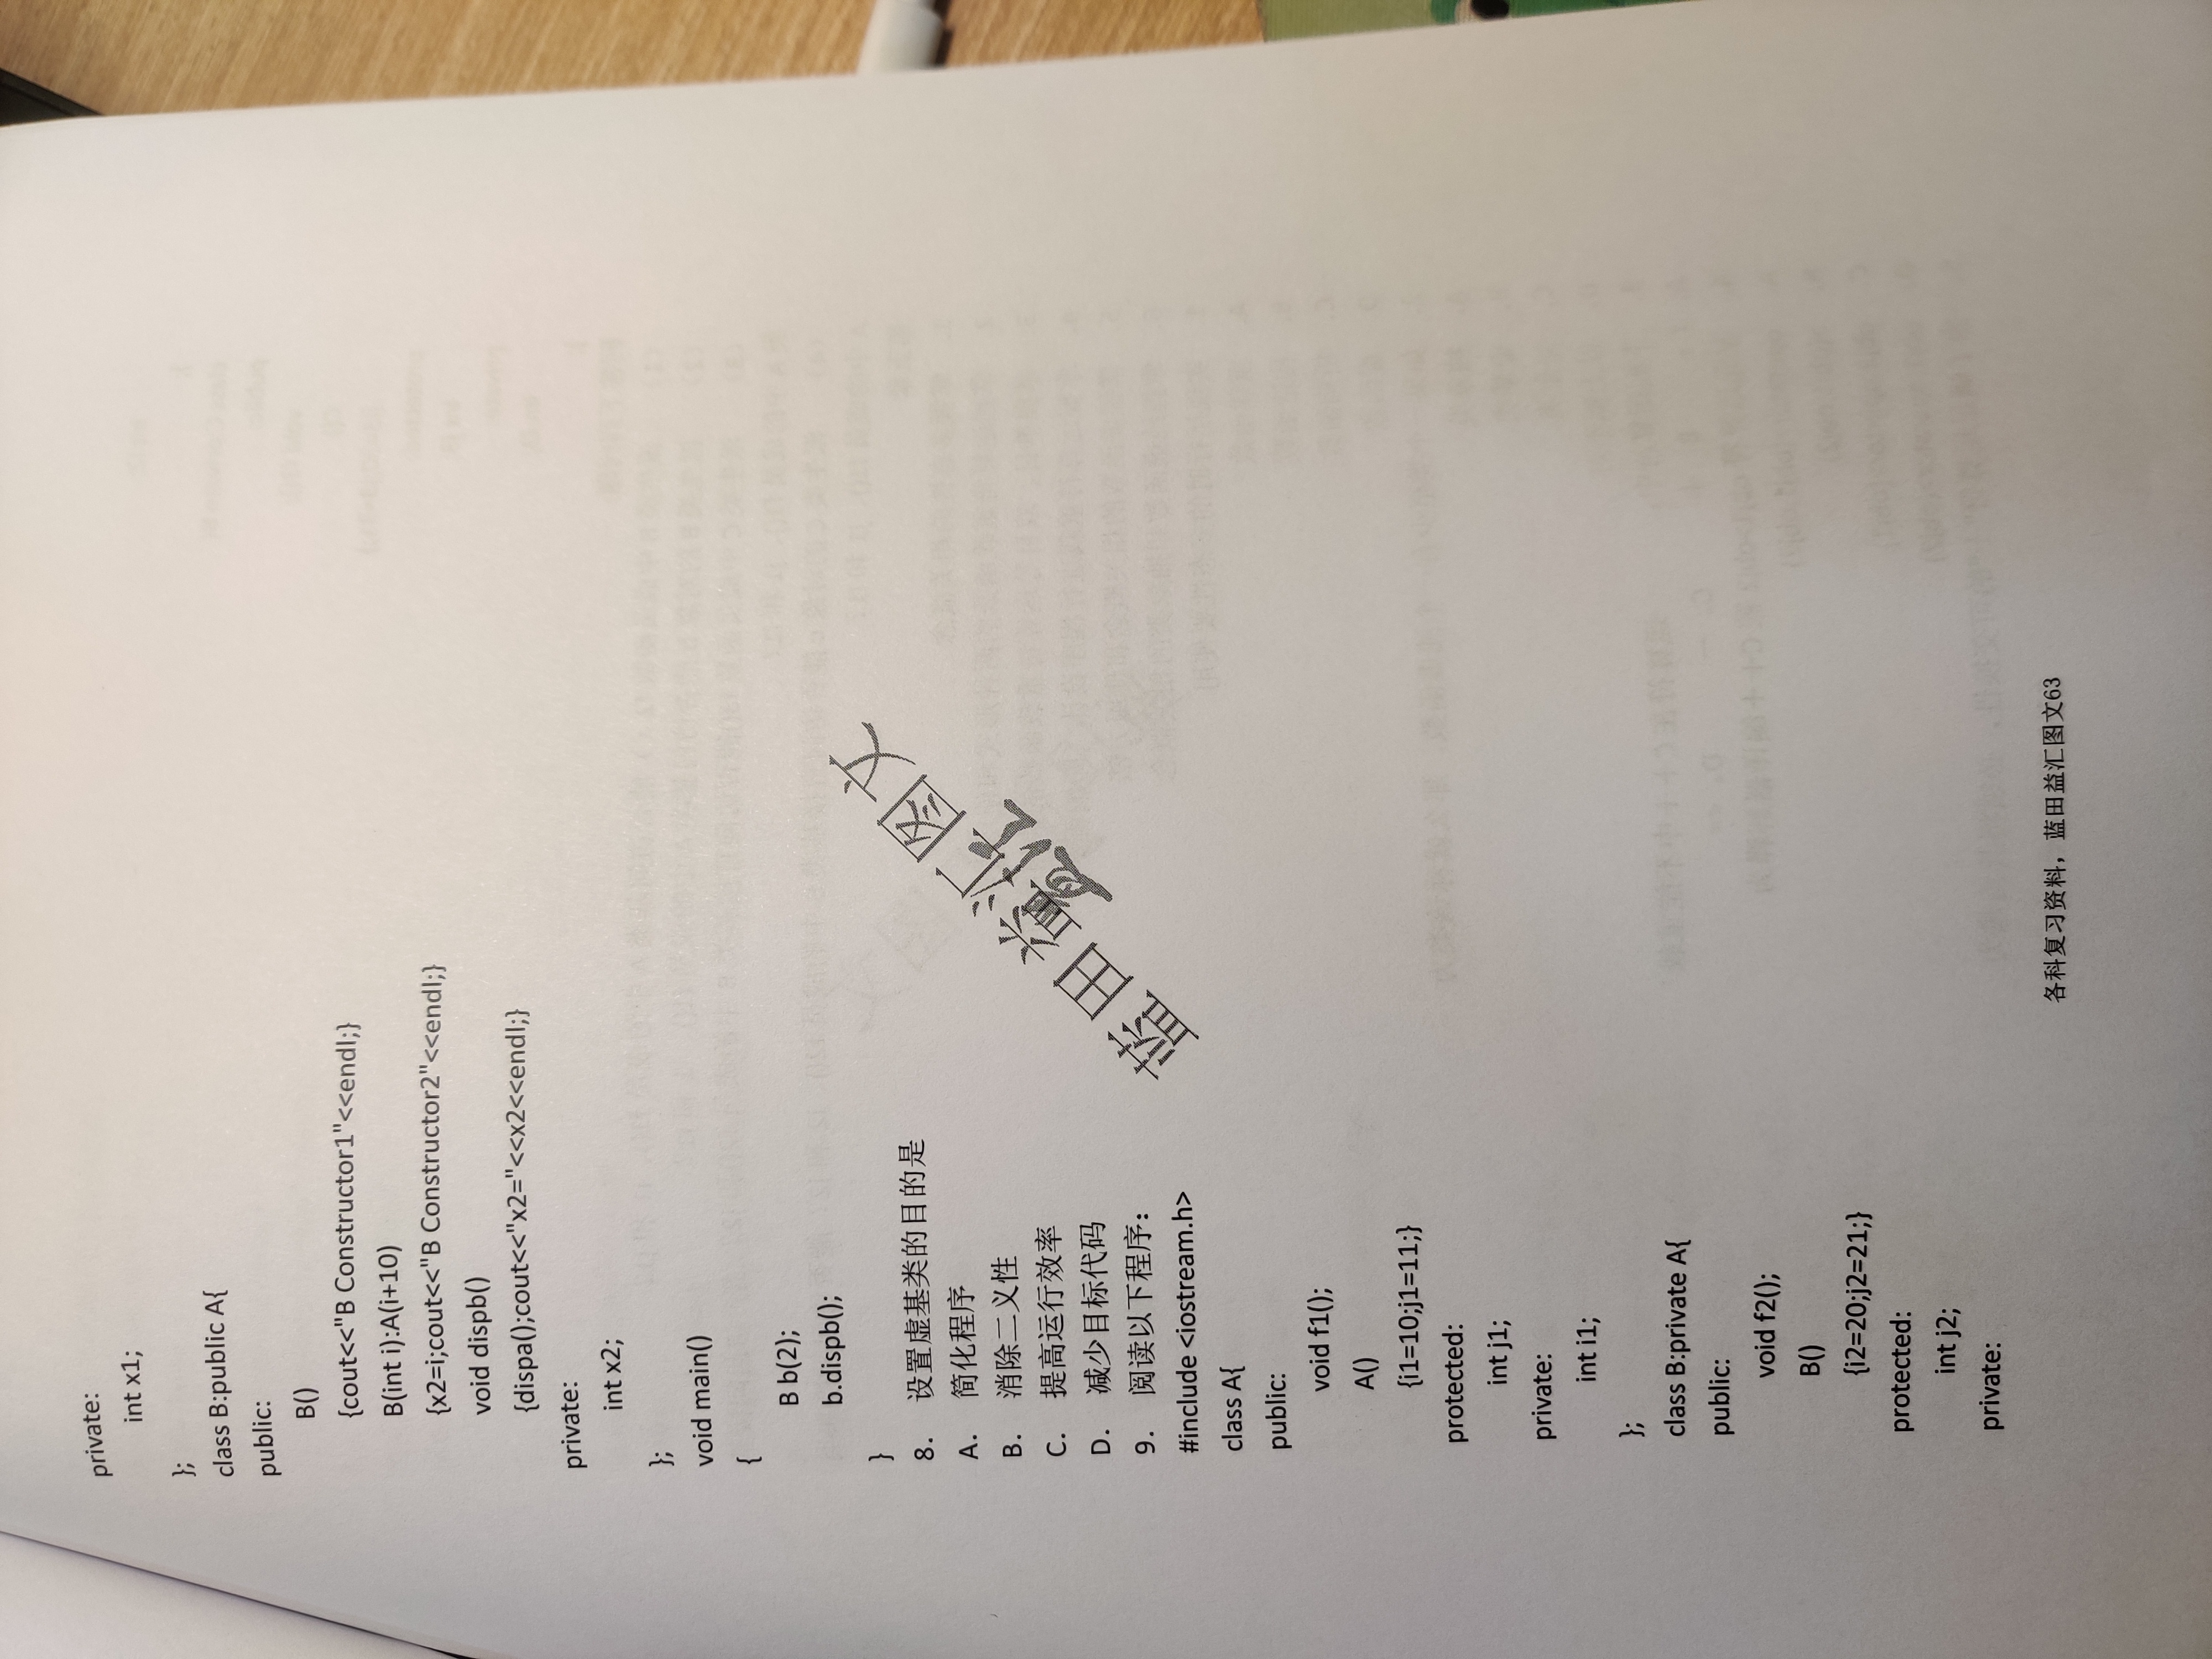 private:
int x1;
};
class B:public A{
public:
B()
{cout<<"B Constructor1"<<endl;}
B(int i):A(i+10)
{x2=i;cout<<"B Constructor2"<<endl;}
void dispb()
{dispa();cout<<"x2="<<x2<<endl;}
private:
int x2;
};
void main()
{
B b(2);
b.dispb();
}
8. 设置虚基类的目的是
A. 简化程序
B. 消除二义性
C. 提高运行效率
D. 减少目标代码
9. 阅读以下程序:
#include <iostream.h>
class A{
public:
void f1();
A()
{i1=10;j1=11;}
protected:
int j1;
private:
int i1;
};
class B:private A{
public:
void f2();
B()
{i2=20;j2=21;}
protected:
int j2;
private:
蓝田益汇图文
益汇
各科复习资料，蓝田益汇图文63